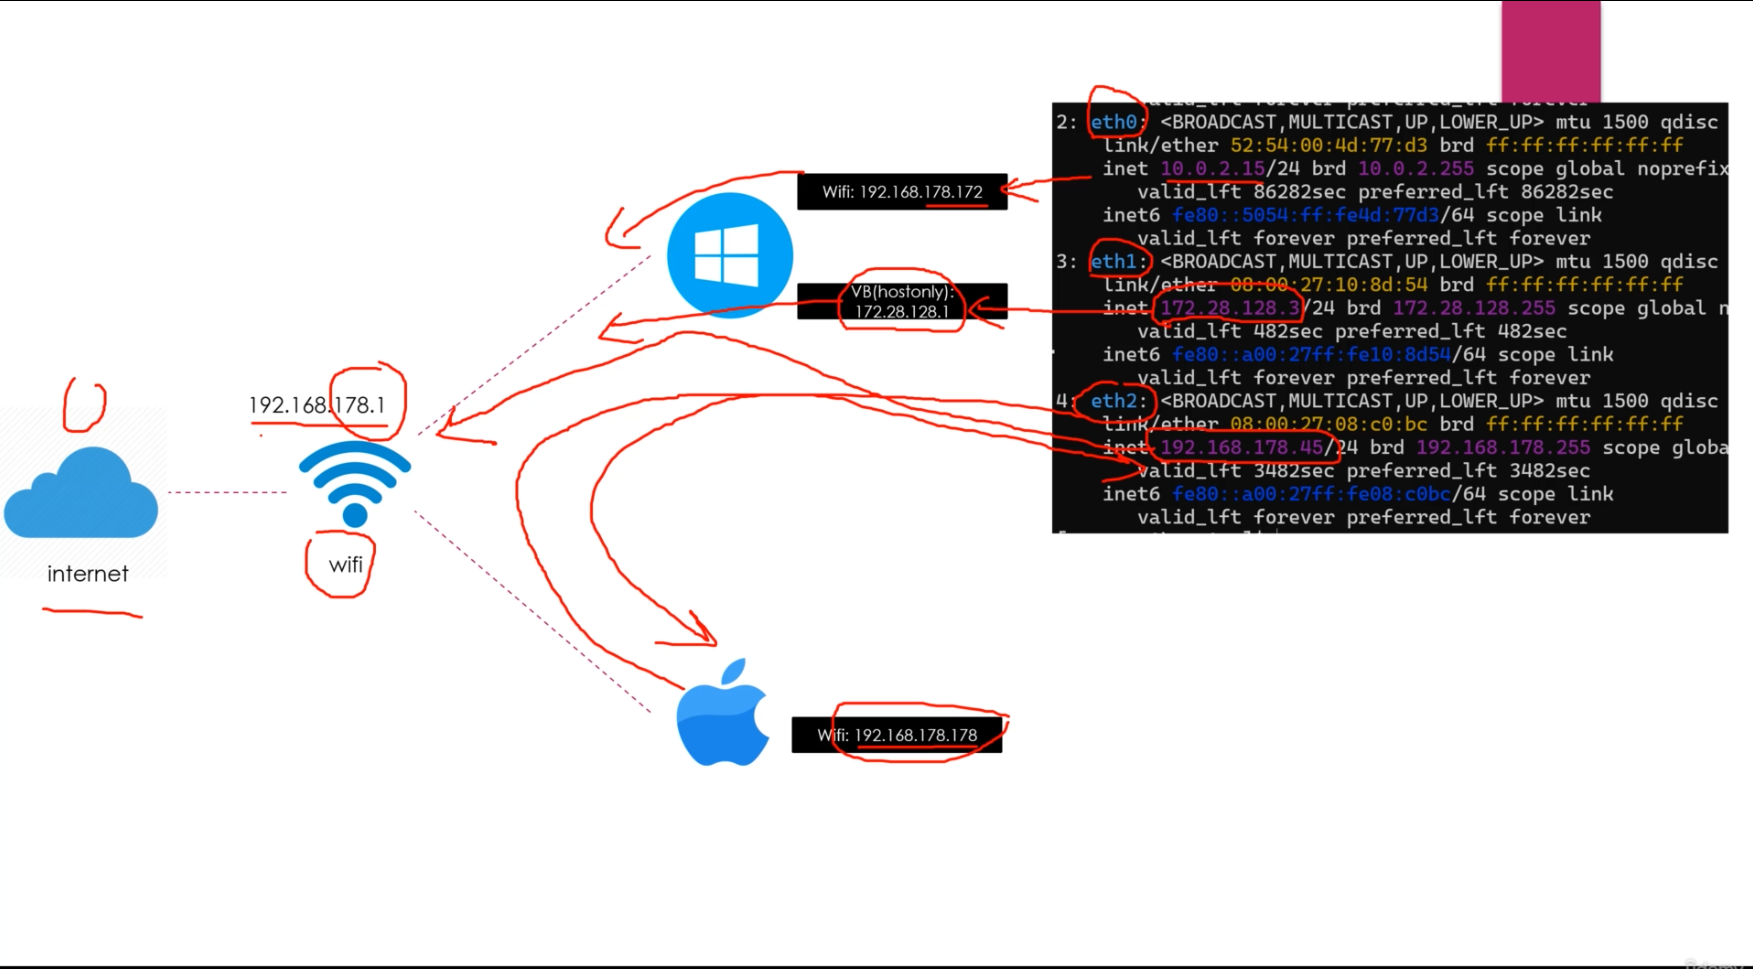 internet
192.168.178.1
wifi
Wifi: 192.168.178.172
VB(hostonly):
172.28.128.1
Wifi: 192.168.178.178
valid_lft forever preferred_lft forever
2: eth0: <BROADCAST,MULTICAST,UP,LOWER_UP> mtu 1500 qdisc
link/ether 52:54:00:4d:77:d3 brd ff:ff:ff:ff:ff:ff
inet 10.0.2.15/24 brd 10.0.2.255 scope global noprefix
valid_lft 86282sec preferred_lft 86282sec
inet6 fe80::5054:ff:fe4d:77d3/64 scope link
valid_lft forever preferred_lft forever
3: eth1: <BROADCAST,MULTICAST,UP,LOWER_UP> mtu 1500 qdisc
link/ether 08:00:27:10:8d:54 brd ff:ff:ff:ff:ff:ff
inet 172.28.128.3/24 brd 172.28.128.255 scope global n
valid_lft 482sec preferred_lft 482sec
inet6 fe80::a00:27ff:fe10:8d54/64 scope link
valid_lft forever preferred_lft forever
4: eth2: <BROADCAST,MULTICAST,UP,LOWER_UP> mtu 1500 qdisc
link/ether 08:00:27:08:c0:bc brd ff:ff:ff:ff:ff:ff
inet 192.168.178.45/24 brd 192.168.178.255 scope globa
valid_lft 3482sec preferred_lft 3482sec
inet6 fe80::a00:27ff:fe08:c0bc/64 scope link
valid_lft forever preferred_lft forever